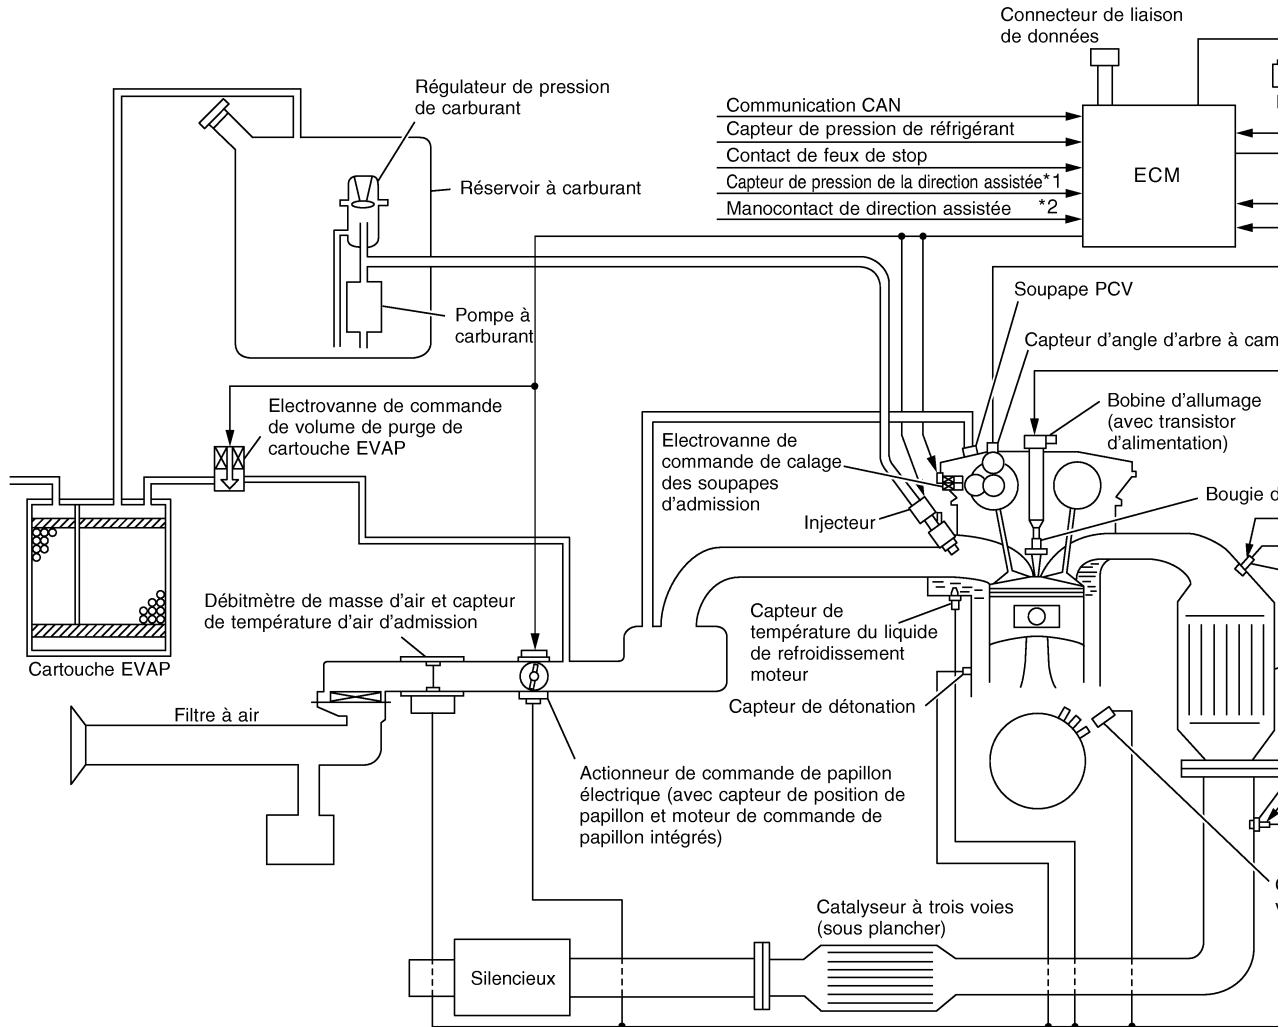 Connecteur de liaison
de données
Régulateur de pression
de carburant
Communication CAN
Capteur de pression de réfrigérant
Contact de feux de stop
Capteur de pression de la direction assistée*1
Manocontact de direction assistée *2
ECM
Réservoir à carburant
Soupape PCV
Pompe à
carburant
Capteur d'angle d'arbre à cam
Electrovanne de commande
de volume de purge de
cartouche EVAP
Bobine d'allumage
(avec transistor
d'alimentation)
Electrovanne de
commande de calage
des soupapes
d'admission
Bougie d
Injecteur
Débitmètre de masse d'air et capteur
de température d'air d'admission
Capteur de
température du liquide
de refroidissement
moteur
Cartouche EVAP
Capteur de détonation
Filtre à air
Actionneur de commande de papillon
électrique (avec capteur de position de
papillon et moteur de commande de
papillon intégrés)
Catalyseur à trois voies
(sous plancher)
Silencieux